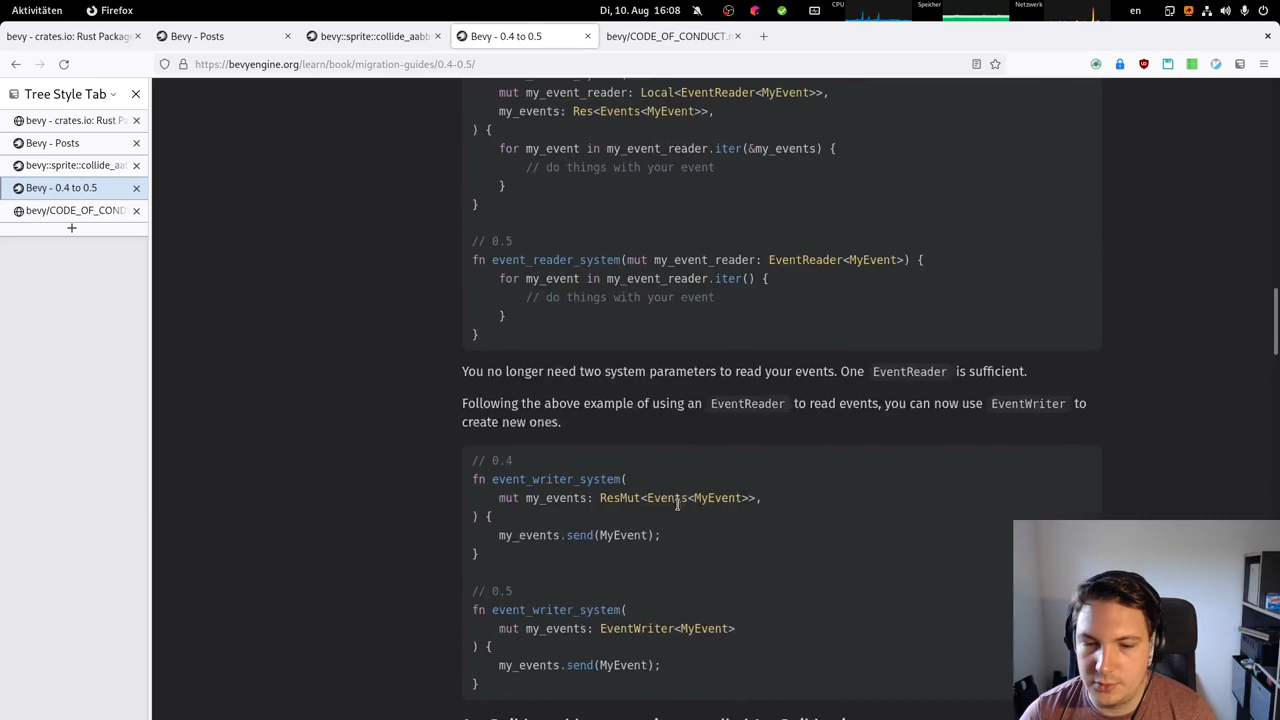 Aktivitäten
Firefox
Di, 10. Aug 16:08
CPU
Speicher
Netzwerk
en
bevy - crates.io: Rust Packag
Bevy - Posts
bevy::sprite::collide_aabb
Bevy - 0.4 to 0.5
bevy/CODE_OF_CONDUCT.m
https://bevyengine.org/learn/book/migration-guides/0.4-0.5/
Tree Style Tab
bevy - crates.io: Rust Pa
Bevy - Posts
bevy::sprite::collide_aa
Bevy - 0.4 to 0.5
bevy/CODE_OF_COND
mut my_event_reader: Local<EventReader<MyEvent>>,
my_events: Res<Events<MyEvent>>,
) {
for my_event in my_event_reader.iter(&my_events) {
// do things with your event
}
}
// 0.5
fn event_reader_system(mut my_event_reader: EventReader<MyEvent>) {
for my_event in my_event_reader.iter() {
// do things with your event
}
}
You no longer need two system parameters to read your events. One EventReader is sufficient.
Following the above example of using an EventReader to read events, you can now use EventWriter to
create new ones.
// 0.4
fn event_writer_system(
mut my_events: ResMut<Events<MyEvent>>,
) {
my_events.send(MyEvent);
}
// 0.5
fn event_writer_system(
mut my_events: EventWriter<MyEvent>
) {
my_events.send(MyEvent);
}